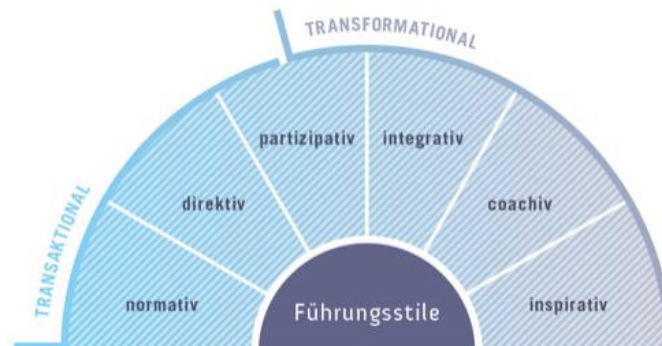 TRANSFORMATIONAL
TRANSAKTIONAL
partizipativ
integrativ
direktiv
coachiv
normativ
inspirativ
Führungsstile